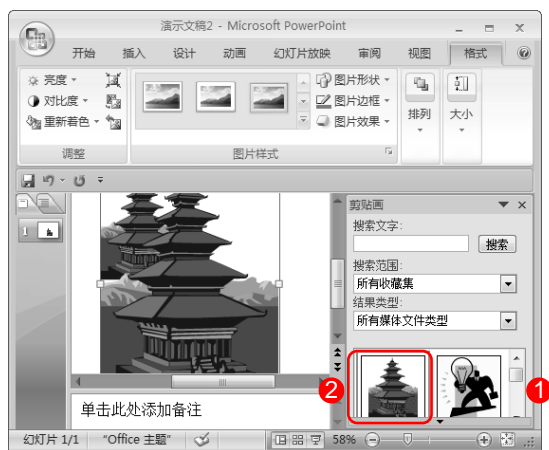 演示文稿2 - Microsoft PowerPoint
开始 插入 设计 动画 幻灯片放映 审阅 视图 格式
亮度
对比度
重新着色
调整
图片形状
图片边框
图片效果
图片样式
排列
大小
剪贴画
搜索文字:
搜索
搜索范围:
所有收藏集
结果类型:
所有媒体文件类型
1
2
1
单击此处添加备注
幻灯片 1/1 "Office 主题" 58%